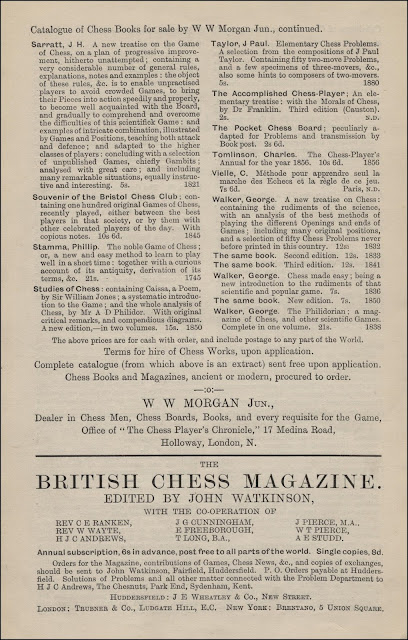 Catalogue of Chess Books for sale by W W Morgan Jun., continued.
Sarratt, J H. A new treatise on the Game
of Chess, on a plan of progressive improve-
ment, hitherto unattempted; containing a
very considerable number of general rules,
explanations, notes and examples: the object
of these rules, &c. is to enable unpractised
players to avoid crowded Games, to bring
their Pieces into action speedily and properly,
to become well acquainted with the Board,
and gradually to comprehend and overcome
the difficulties of this scientifick Game: and
examples of intricate combination, illustrated
by Games and Positions, teaching both attack
and defence; and adapted to the higher
classes of players: concluding with a selection
of unpublished Games, chiefly Gambits;
analysed with great care; and including
many remarkable situations, equally instruc-
tive and interesting. 5s. 1821
Souvenir of the Bristol Chess Club; con-
taining one hundred original Games of Chess,
recently played, either between the best
players in that society, or by them with
other celebrated players of the day. With
copious notes. 10s 6d. 1845
Stamma, Phillip. The noble Game of Chess;
or, a new and easy method to learn to play
well in a short time: together with a curious
account of its antiquity, derivation of its
terms, &c. 21s. 1745
Studies of Chess: containing Caissa, a Poem,
by Sir William Jones; a systematic introduc-
tion to the Game; and the whole analysis of
Chess, by Mr A D Philidor. With original
critical remarks, and compendious diagrams.
A new edition,—in two volumes. 15s. 1850
Taylor, J Paul. Elementary Chess Problems.
A selection from the compositions of J Paul
Taylor. Containing fifty two-move Problems,
and a few specimens of three-movers, &c.,
also some hints to composers of two-movers.
5s. 1880
The Accomplished Chess-Player; An ele-
mentary treatise: with the Morals of Chess,
by Dr Franklin. Third edition (Causton).
2s. N.D.
The Pocket Chess Board; peculiarly a-
dapted for Problems and transmission by
Book post. 2s 6d.
Tomlinson, Charles. The Chess-Player's
Annual for the year 1856. 10s 6d. 1856
Vielle, C. Méthode pour apprendre seul la
marche des Echecs et la règle de ce jeu.
7s 6d. Paris, N.D.
Walker, George. A new treatise on Chess:
containing the rudiments of the science,
with an analysis of the best methods of
playing the different Openings and ends of
Games; including many original positions,
and a selection of fifty Chess Problems never
before printed in this country. 12s 1832
The same book. Second edition. 12s. 1833
The same book. Third edition. 12s. 1841
Walker, George. Chess made easy; being a
new introduction to the rudiments of that
scientific and popular game. 7s. 1836
The same book. New edition. 7s. 1850
Walker, George. The Philidorian: a mag-
azine of Chess, and other scientific Games.
Complete in one volume. 21s. 1838
The above prices are for cash with order, and include postage to any part of the World.
Terms for hire of Chess Works, upon application.
Complete catalogue (from which above is an extract) sent free upon application.
Chess Books and Magazines, ancient or modern, procured to order.
—:o:—
W W MORGAN JUN.,
Dealer in Chess Men, Chess Boards, Books, and every requisite for the Game,
Office of "The Chess Player's Chronicle," 17 Medina Road,
Holloway, London, N.
THE
BRITISH CHESS MAGAZINE.
EDITED BY JOHN WATKINSON,
WITH THE CO-OPERATION OF
REV C E RANKEN, J G CUNNINGHAM, J PIERCE, M.A.,
REV W WAYTE, E FREEBOROUGH, W T PIERCE,
H J C ANDREWS, T LONG, B.A., A E STUDD.
Annual subscription, 6s in advance, post free to all parts of the world. Single copies, 8d.
Orders for the Magazine, contributions of Games, Chess News, &c., and copies of exchanges,
should be sent to John Watkinson, Fairfield, Huddersfield. P. O. Orders payable at Hudders-
field. Solutions of Problems and all other matter connected with the Problem Department to
H J C Andrews, The Chesnuts, Park End, Sydenham, Kent.
HUDDERSFIELD: J E WHEATLEY & CO., NEW STREET.
LONDON: TRUBNER & CO., LUDGATE HILL, E.C. NEW YORK: BRENTANO, 5 UNION SQUARE.